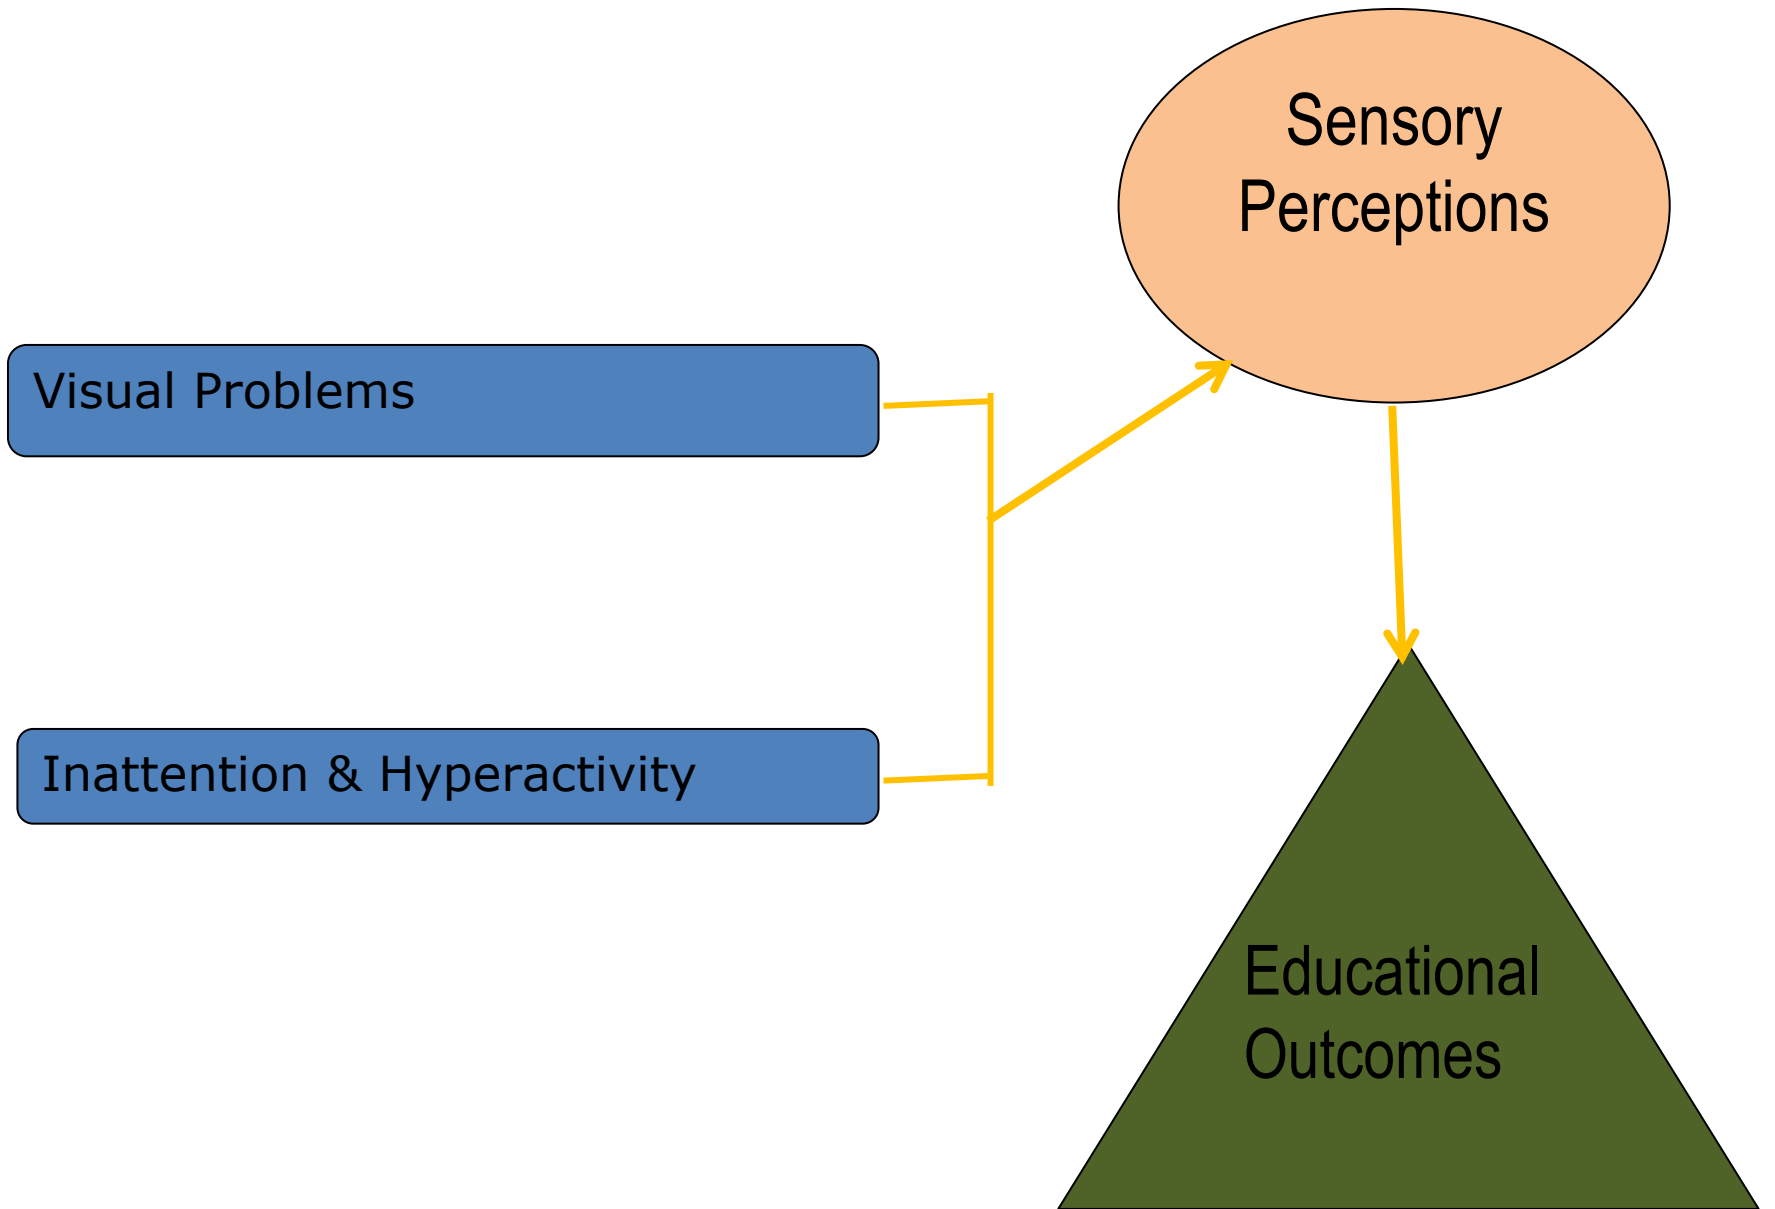 Sensory
Perceptions
Visual Problems
Inattention & Hyperactivity
Educational
Outcomes